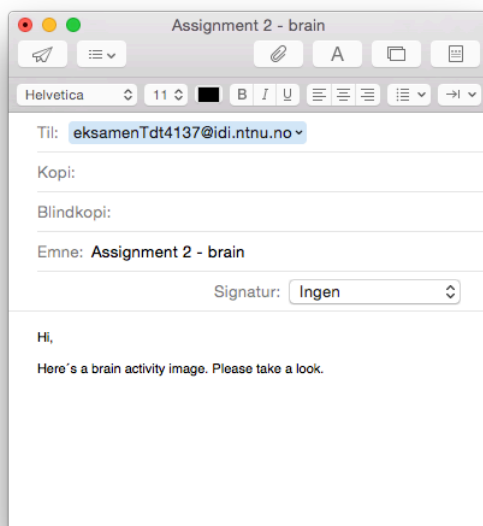 Assignment 2 - brain
A
Helvetica 11 B I U
Til: eksamenTdt4137@idi.ntnu.no
Kopi:
Blindkopi:
Emne: Assignment 2 - brain
Signatur: Ingen
Hi,
Here´s a brain activity image. Please take a look.